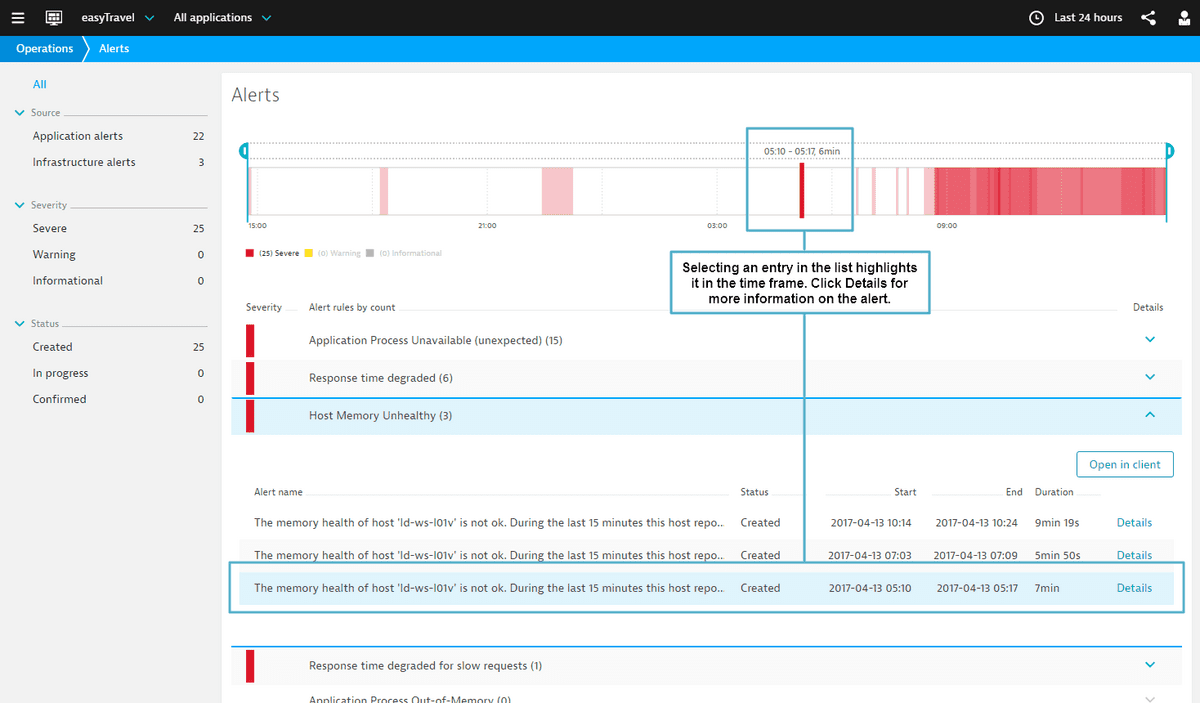 easyTravel All applications Last 24 hours
Operations Alerts
All
Source
Application alerts 22
Infrastructure alerts 3
Severity
Severe 25
Warning 0
Informational 0
Status
Created 25
In progress 0
Confirmed 0
Alerts
05:10 - 05:17, 6min
15:00 21:00 03:00 09:00
(25) Severe (0) Warning (0) Informational
Selecting an entry in the list highlights
it in the time frame. Click Details for
more information on the alert.
Severity Alert rules by count Details
Application Process Unavailable (unexpected) (15)
Response time degraded (6)
Host Memory Unhealthy (3)
Open in client
Alert name Status Start End Duration
The memory health of host 'ld-ws-l01v' is not ok. During the last 15 minutes this host repo... Created 2017-04-13 10:14 2017-04-13 10:24 9min 19s Details
The memory health of host 'ld-ws-l01v' is not ok. During the last 15 minutes this host repo... Created 2017-04-13 07:03 2017-04-13 07:09 5min 50s Details
The memory health of host 'ld-ws-l01v' is not ok. During the last 15 minutes this host repo... Created 2017-04-13 05:10 2017-04-13 05:17 7min Details
Response time degraded for slow requests (1)
Application Process Out-of-Memory (0)